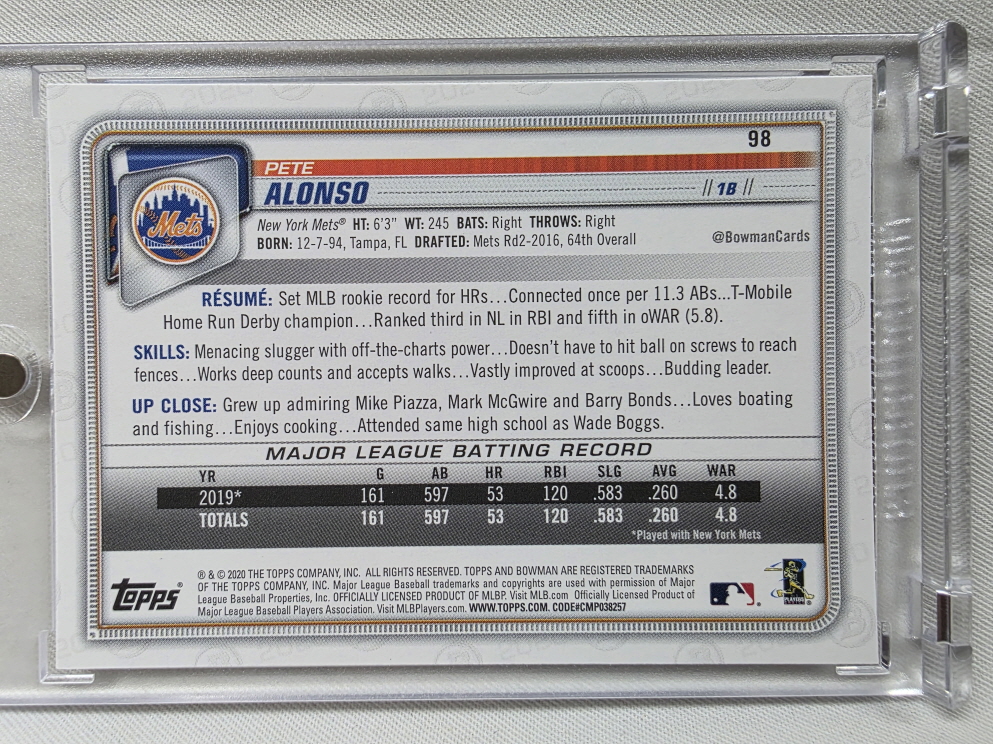 98
PETE
ALONSO // 1B //
Mets
New York Mets® HT: 6'3" WT: 245 BATS: Right THROWS: Right
BORN: 12-7-94, Tampa, FL DRAFTED: Mets Rd2-2016, 64th Overall
@BowmanCards
RÉSUMÉ: Set MLB rookie record for HRs...Connected once per 11.3 ABs...T-Mobile
Home Run Derby champion...Ranked third in NL in RBI and fifth in oWAR (5.8).
SKILLS: Menacing slugger with off-the-charts power...Doesn't have to hit ball on screws to reach
fences...Works deep counts and accepts walks...Vastly improved at scoops...Budding leader.
UP CLOSE: Grew up admiring Mike Piazza, Mark McGwire and Barry Bonds...Loves boating
and fishing...Enjoys cooking...Attended same high school as Wade Boggs.
MAJOR LEAGUE BATTING RECORD
YR G AB HR RBI SLG AVG WAR
2019* 161 597 53 120 .583 .260 4.8
TOTALS 161 597 53 120 .583 .260 4.8
*Played with New York Mets
Topps®
® & © 2020 THE TOPPS COMPANY, INC. ALL RIGHTS RESERVED. TOPPS AND BOWMAN ARE REGISTERED TRADEMARKS
OF THE TOPPS COMPANY, INC. Major League Baseball trademarks and copyrights are used with permission of Major
League Baseball Properties, Inc. OFFICIALLY LICENSED PRODUCT OF MLBP. Visit MLB.com Officially Licensed Product of
Major League Baseball Players Association. Visit MLBPlayers.com. WWW.TOPPS.COM. CODE#CMP038257
PLAYERS